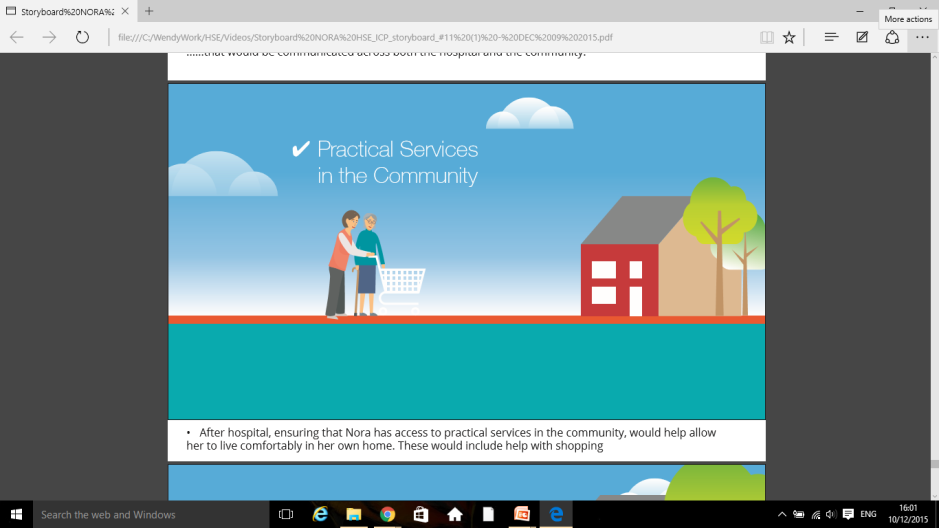 Storyboard%20NORA%2
More actions
file:///C:/WendyWork/HSE/Videos/Storyboard%20NORA%20HSE_ICP_storyboard_#11%20(1)%20-%20DEC%2009%202015.pdf
......that would be communicated across both the hospital and the community.
✔ Practical Services
in the Community
• After hospital, ensuring that Nora has access to practical services in the community, would help allow
her to live comfortably in her own home. These would include help with shopping
Search the web and Windows
ENG
16:01
10/12/2015